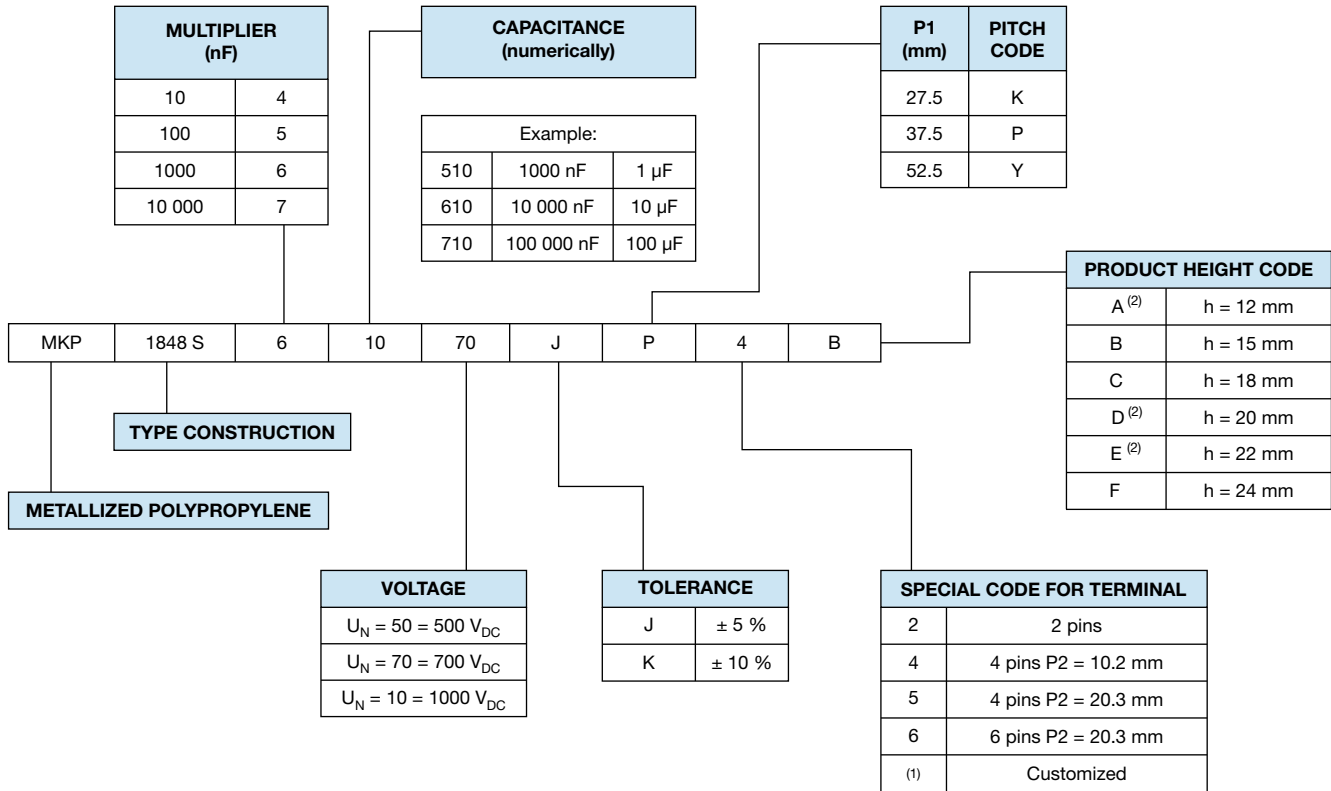 MULTIPLIER
(nF)
10 4
100 5
1000 6
10 000 7
CAPACITANCE
(numerically)
Example:
510 1000 nF 1 µF
610 10 000 nF 10 µF
710 100 000 nF 100 µF
P1
(mm)
PITCH
CODE
27.5 K
37.5 P
52.5 Y
PRODUCT HEIGHT CODE
A (2) h = 12 mm
B h = 15 mm
C h = 18 mm
D (2) h = 20 mm
E (2) h = 22 mm
F h = 24 mm
MKP 1848 S 6 10 70 J P 4 B
TYPE CONSTRUCTION
METALLIZED POLYPROPYLENE
VOLTAGE
UN = 50 = 500 VDC
UN = 70 = 700 VDC
UN = 10 = 1000 VDC
TOLERANCE
J ± 5 %
K ± 10 %
SPECIAL CODE FOR TERMINAL
2 2 pins
4 4 pins P2 = 10.2 mm
5 4 pins P2 = 20.3 mm
6 6 pins P2 = 20.3 mm
(1) Customized